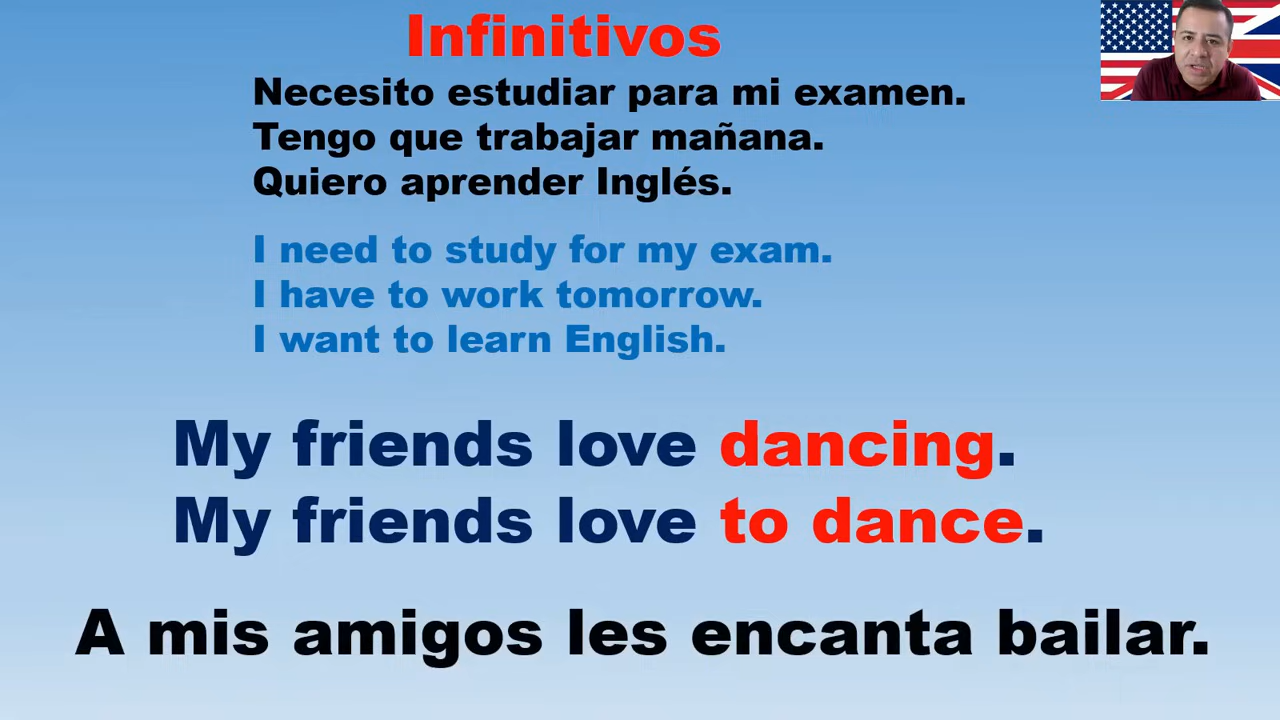 Infinitivos
Necesito estudiar para mi examen.
Tengo que trabajar mañana.
Quiero aprender Inglés.
I need to study for my exam.
I have to work tomorrow.
I want to learn English.
My friends love dancing.
My friends love to dance.
A mis amigos les encanta bailar.